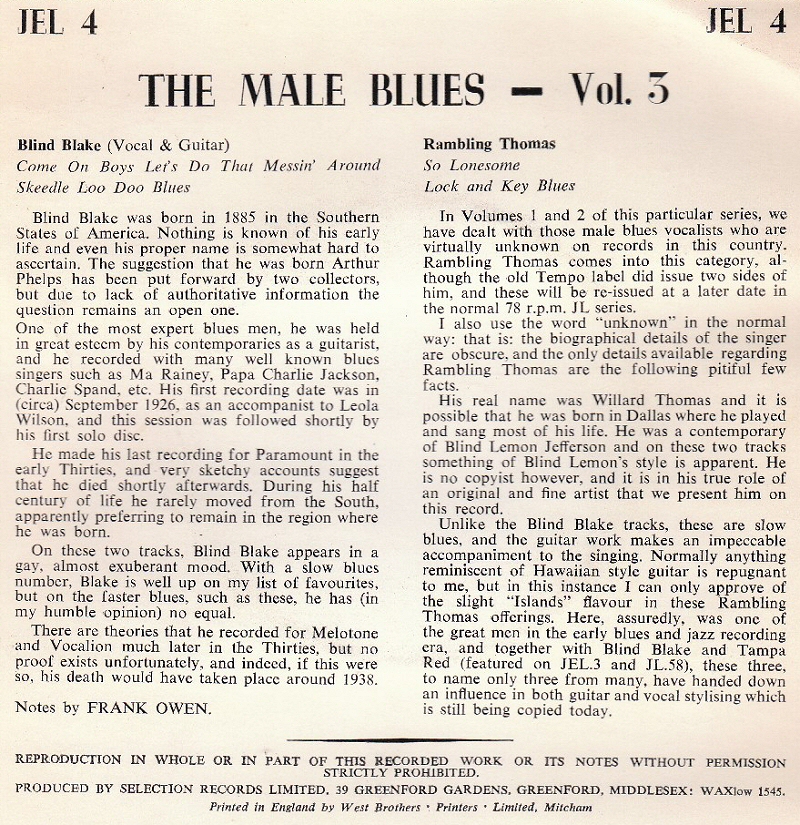 JEL 4
JEL 4
THE MALE BLUES — Vol. 3
Blind Blake (Vocal & Guitar)
Come On Boys Let's Do That Messin' Around
Skeedle Loo Doo Blues
Blind Blake was born in 1885 in the Southern
States of America. Nothing is known of his early
life and even his proper name is somewhat hard to
ascertain. The suggestion that he was born Arthur
Phelps has been put forward by two collectors,
but due to lack of authoritative information the
question remains an open one.
One of the most expert blues men, he was held
in great esteem by his contemporaries as a guitarist,
and he recorded with many well known blues
singers such as Ma Rainey, Papa Charlie Jackson,
Charlie Spand, etc. His first recording date was in
(circa) September 1926, as an accompanist to Leola
Wilson, and this session was followed shortly by
his first solo disc.
He made his last recording for Paramount in the
early Thirties, and very sketchy accounts suggest
that he died shortly afterwards. During his half
century of life he rarely moved from the South,
apparently preferring to remain in the region where
he was born.
On these two tracks, Blind Blake appears in a
gay, almost exuberant mood. With a slow blues
number, Blake is well up on my list of favourites,
but on the faster blues, such as these, he has (in
my humble opinion) no equal.
There are theories that he recorded for Melotone
and Vocalion much later in the Thirties, but no
proof exists unfortunately, and indeed, if this were
so, his death would have taken place around 1938.
Notes by FRANK OWEN.
Rambling Thomas
So Lonesome
Lock and Key Blues
In Volumes 1 and 2 of this particular series, we
have dealt with those male blues vocalists who are
virtually unknown on records in this country.
Rambling Thomas comes into this category, al-
though the old Tempo label did issue two sides of
him, and these will be re-issued at a later date in
the normal 78 r.p.m. JL series.
I also use the word "unknown" in the normal
way: that is: the biographical details of the singer
are obscure, and the only details available regarding
Rambling Thomas are the following pitiful few
facts.
His real name was Willard Thomas and it is
possible that he was born in Dallas where he played
and sang most of his life. He was a contemporary
of Blind Lemon Jefferson and on these two tracks
something of Blind Lemon's style is apparent. He
is no copyist however, and it is in his true role of
an original and fine artist that we present him on
this record.
Unlike the Blind Blake tracks, these are slow
blues, and the guitar work makes an impeccable
accompaniment to the singing. Normally anything
reminiscent of Hawaiian style guitar is repugnant
to me, but in this instance I can only approve of
the slight "Islands" flavour in these Rambling
Thomas offerings. Here, assuredly, was one of
the great men in the early blues and jazz recording
era, and together with Blind Blake and Tampa
Red (featured on JEL.3 and JL.58), these three,
to name only three from many, have handed down
an influence in both guitar and vocal stylising which
is still being copied today.
REPRODUCTION IN WHOLE OR IN PART OF THIS RECORDED WORK OR ITS NOTES WITHOUT PERMISSION
STRICTLY PROHIBITED.
PRODUCED BY SELECTION RECORDS LIMITED, 39 GREENFORD GARDENS, GREENFORD, MIDDLESEX: WAXlow 1545.
Printed in England by West Brothers · Printers · Limited, Mitcham